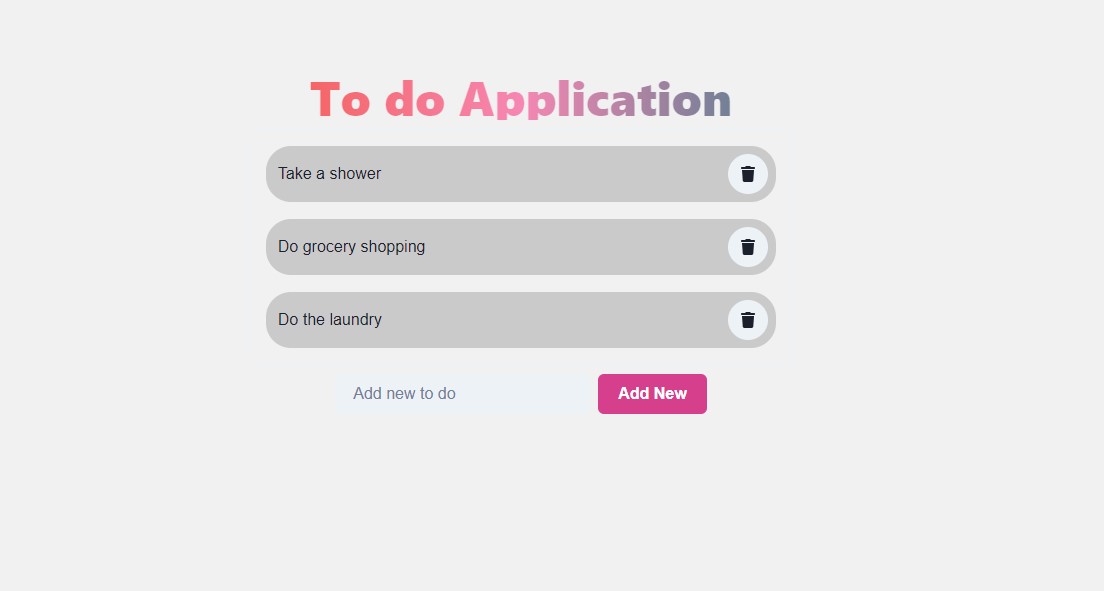 To do Application
Take a shower
Do grocery shopping
Do the laundry
Add new to do
Add New